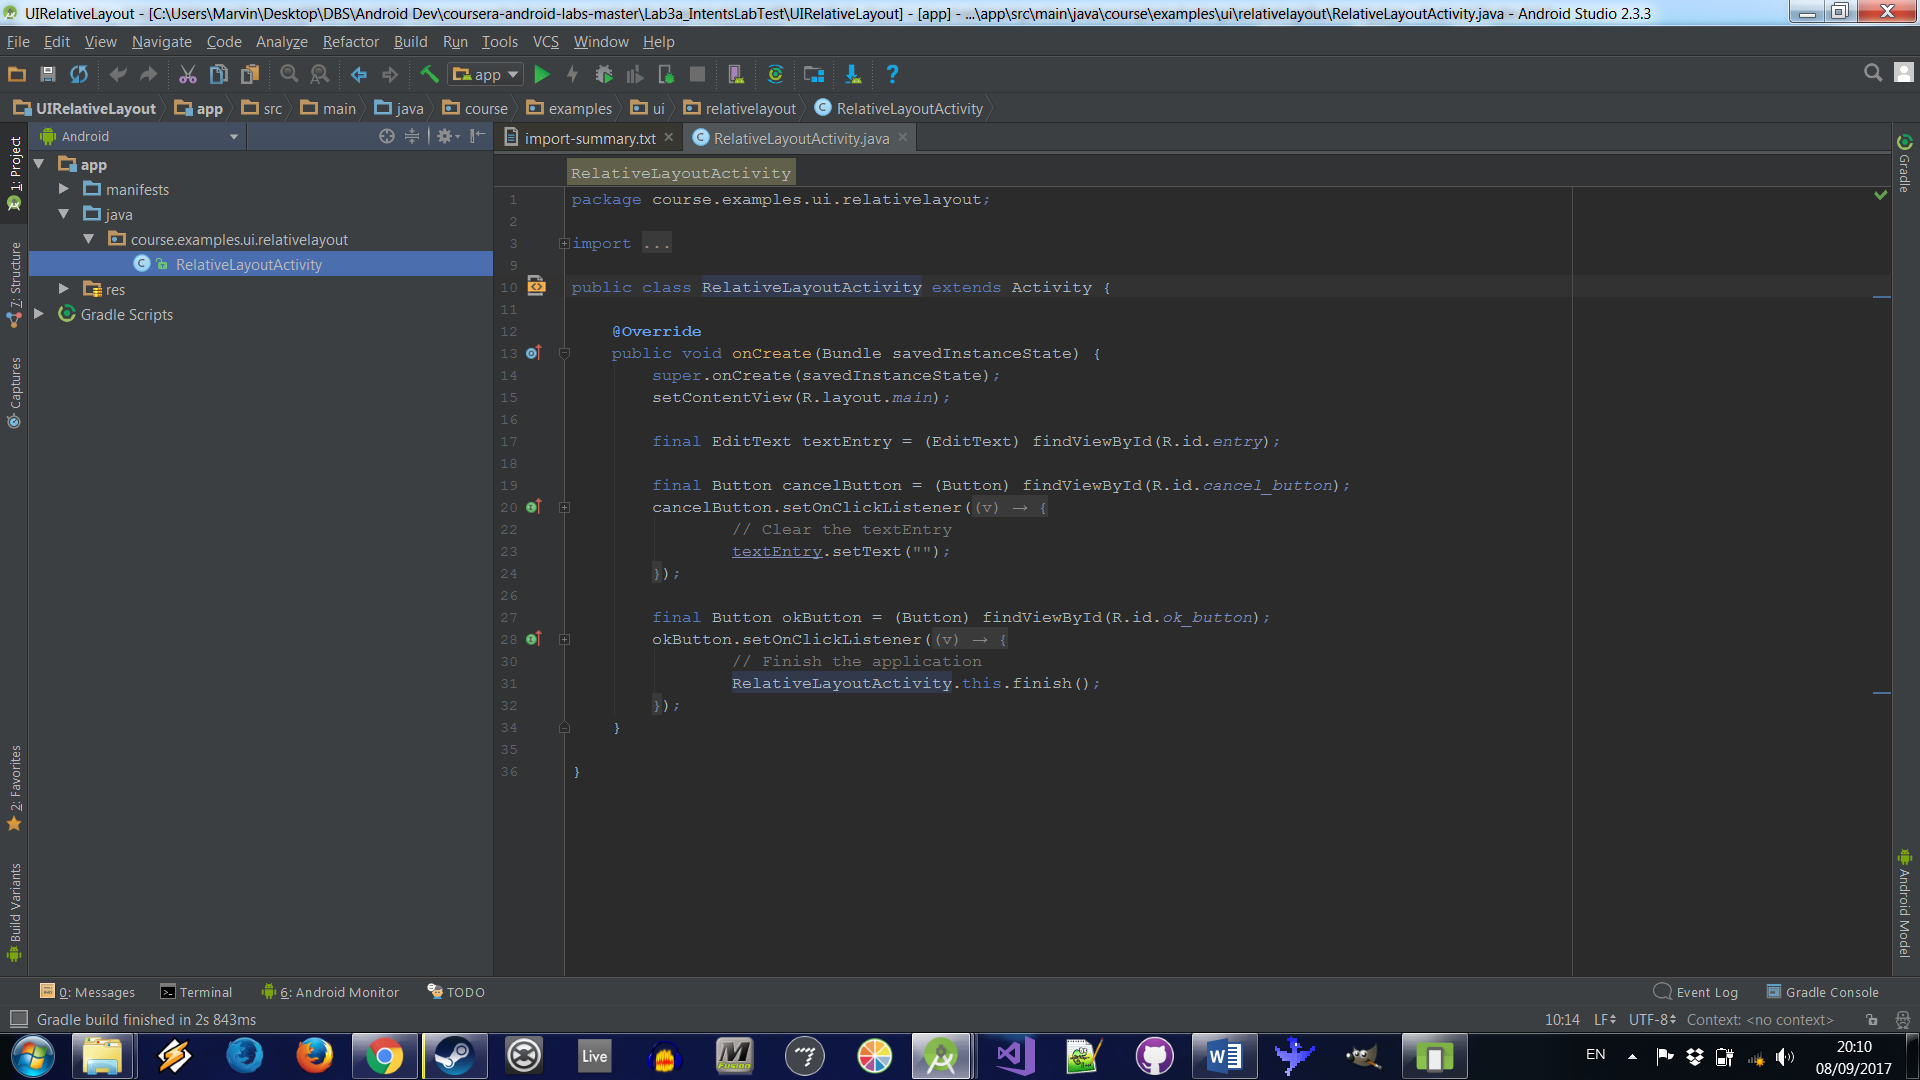 UIRelativeLayout - [C:\Users\Marvin\Desktop\DBS\Android Dev\coursera-android-labs-master\Lab3a_IntentsLabTest\UIRelativeLayout] - [app] - ...\app\src\main\java\course\examples\ui\relativelayout\RelativeLayoutActivity.java - Android Studio 2.3.3
File Edit View Navigate Code Analyze Refactor Build Run Tools VCS Window Help
app
UIRelativeLayout app src main java course examples ui relativelayout RelativeLayoutActivity
Android
import-summary.txt RelativeLayoutActivity.java
1: Project
7: Structure
Captures
2: Favorites
Build Variants
app
manifests
java
course.examples.ui.relativelayout
RelativeLayoutActivity
res
Gradle Scripts
RelativeLayoutActivity
1 package course.examples.ui.relativelayout;
2
3 import ...
9
10 public class RelativeLayoutActivity extends Activity {
11
12 @Override
13 public void onCreate(Bundle savedInstanceState) {
14 super.onCreate(savedInstanceState);
15 setContentView(R.layout.main);
16
17 final EditText textEntry = (EditText) findViewById(R.id.entry);
18
19 final Button cancelButton = (Button) findViewById(R.id.cancel_button);
20 cancelButton.setOnClickListener((v) → {
22 // Clear the textEntry
23 textEntry.setText("");
24 });
26
27 final Button okButton = (Button) findViewById(R.id.ok_button);
28 okButton.setOnClickListener((v) → {
30 // Finish the application
31 RelativeLayoutActivity.this.finish();
32 });
34 }
35
36 }
Gradle
Android Model
0: Messages Terminal 6: Android Monitor TODO Event Log Gradle Console
Gradle build finished in 2s 843ms 10:14 LF UTF-8 Context: <no context>
Live
M Fusion
W
EN
20:10
08/09/2017